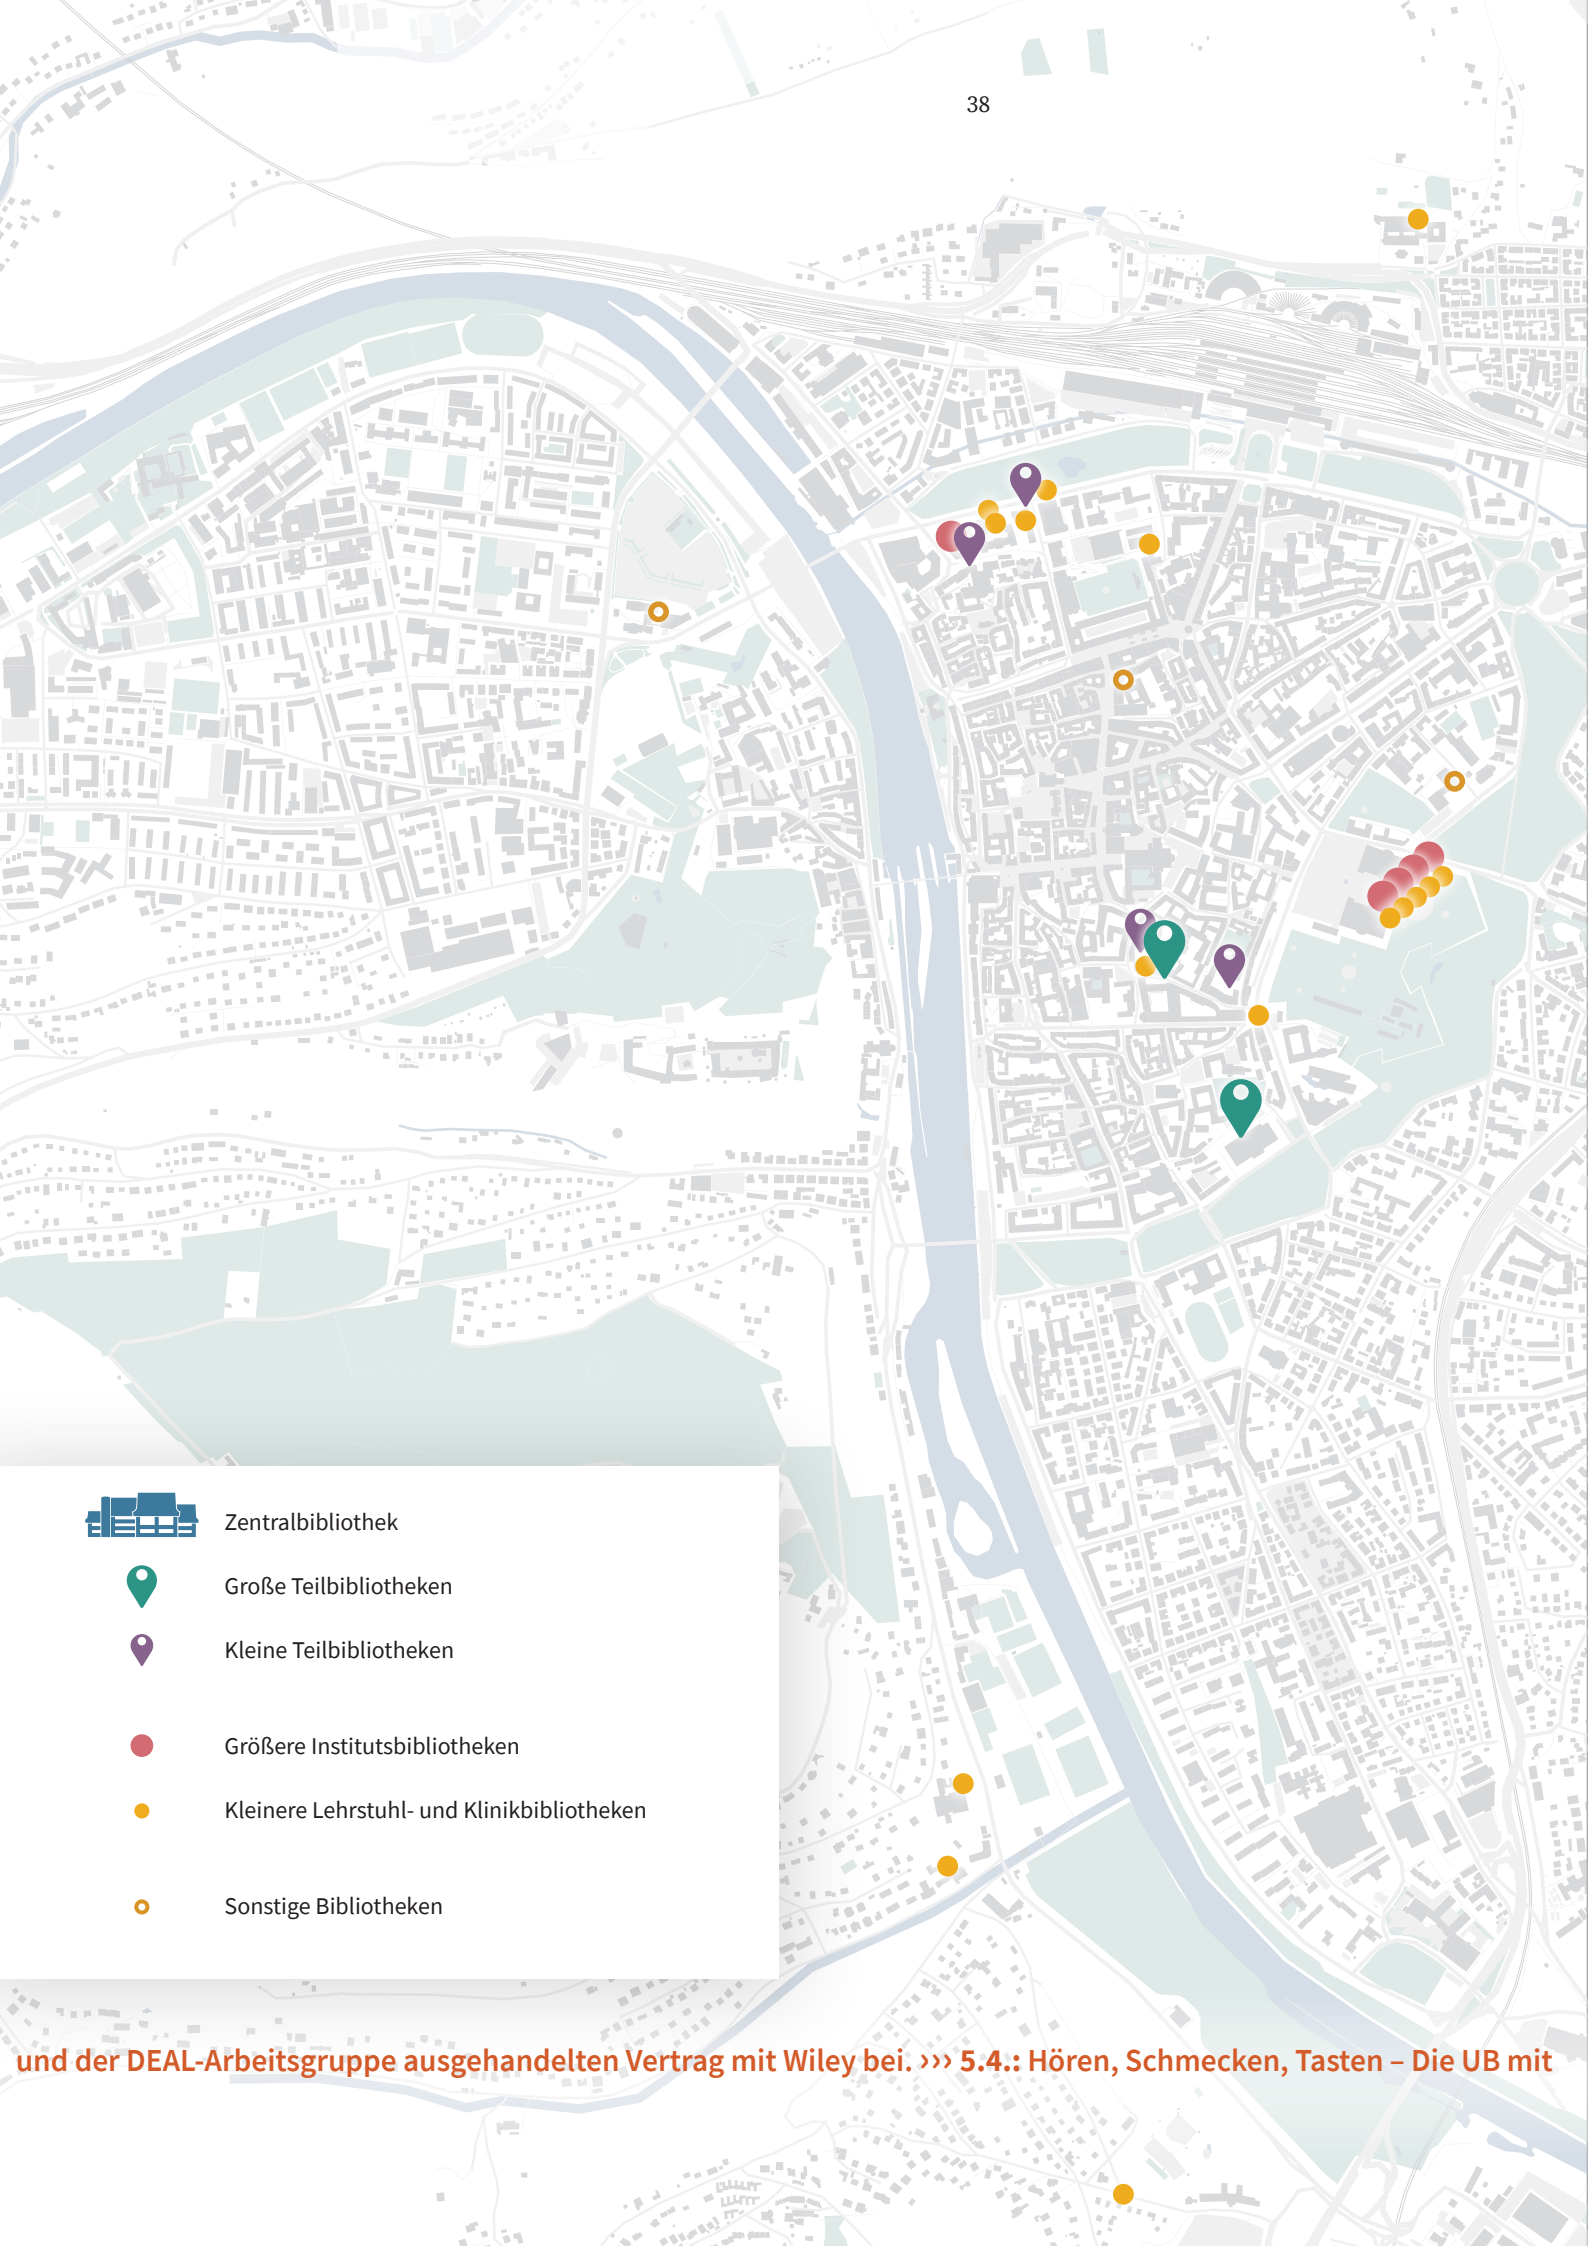 38
Zentralbibliothek
Große Teilbibliotheken
Kleine Teilbibliotheken
Größere Institutsbibliotheken
Kleinere Lehrstuhl- und Klinikbibliotheken
Sonstige Bibliotheken
und der DEAL-Arbeitsgruppe ausgehandelten Vertrag mit Wiley bei. ››› 5.4.: Hören, Schmecken, Tasten – Die UB mit